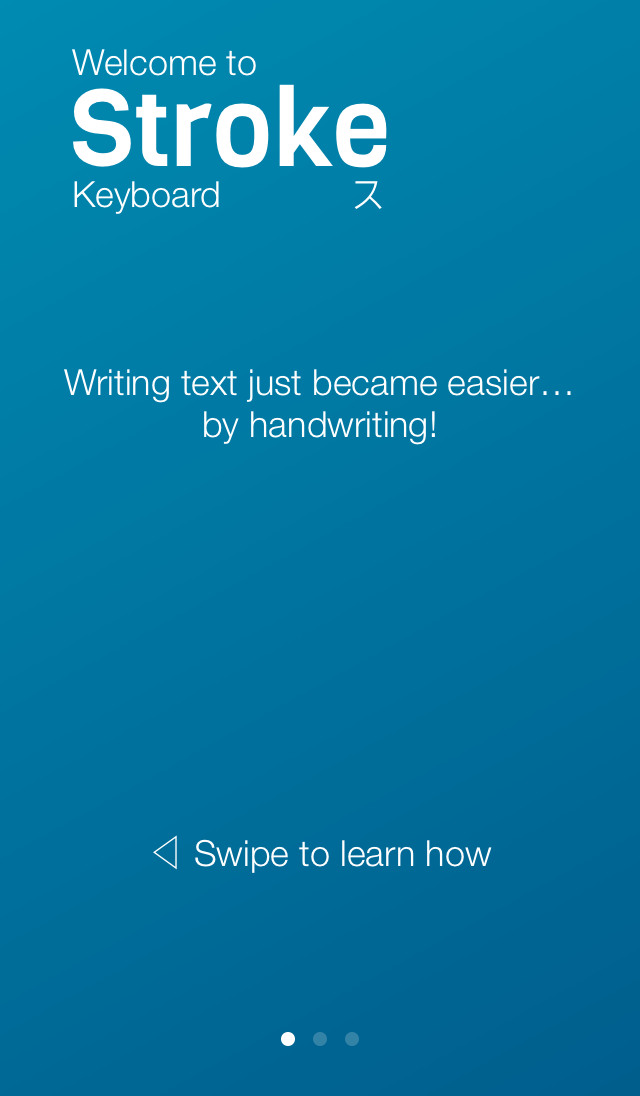 Welcome to
Stroke
Keyboard ス
Writing text just became easier…
by handwriting!
Swipe to learn how